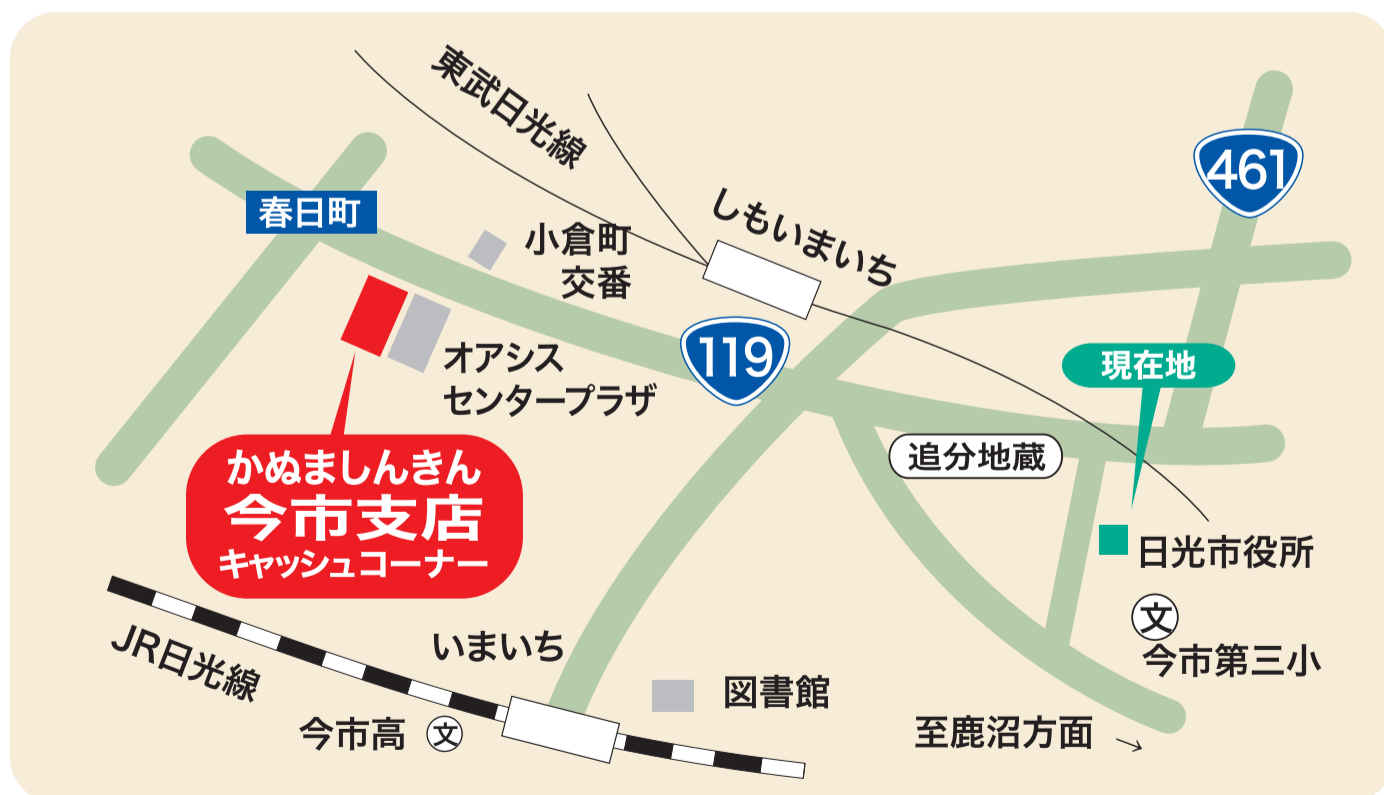 東武日光線
461
しもいまいち
春日町
小倉町
交番
119
オアシス
センタープラザ
現在地
追分地蔵
かぬましんきん
今市支店
キャッシュコーナー
日光市役所
文
今市第三小
JR日光線
いまいち
図書館
今市高 文
至鹿沼方面 →